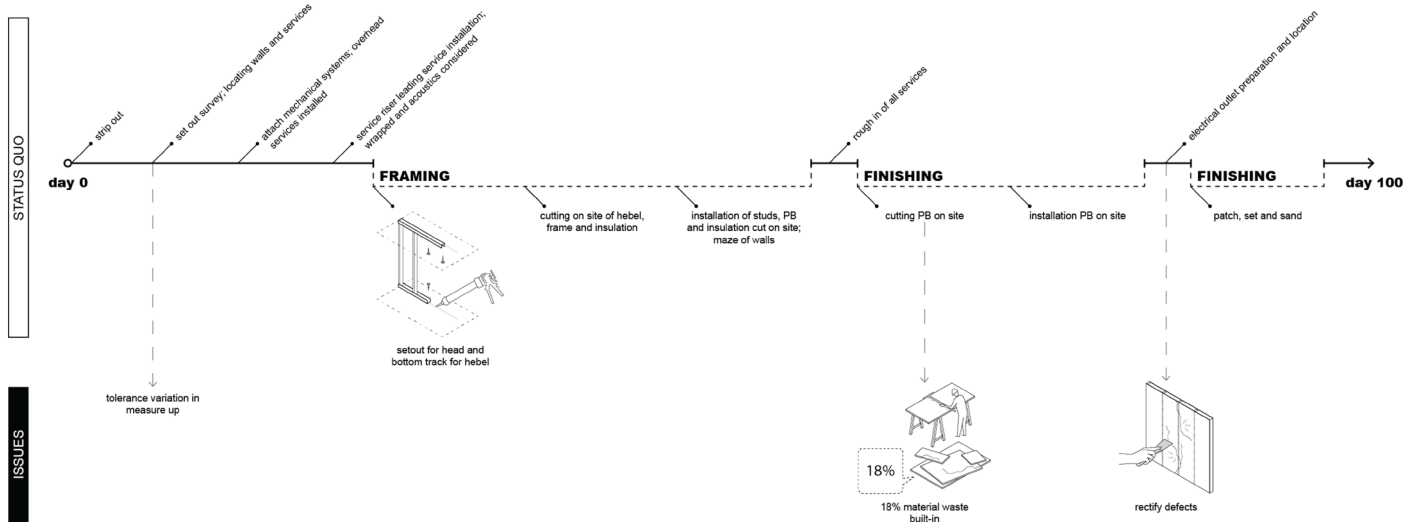 STATUS QUO
strip out
set out survey; locating walls and services
attach mechanical systems; overhead
services installed
service riser leading service installation;
wrapped and acoustics considered
rough in of all services
electrical outlet preparation and location
day 0
FRAMING
FINISHING
FINISHING
day 100
cutting on site of hebel,
frame and insulation
installation of studs, PB
and insulation cut on site;
maze of walls
cutting PB on site
installation PB on site
patch, set and sand
setout for head and
bottom track for hebel
ISSUES
tolerance variation in
measure up
18%
18% material waste
built-in
rectify defects